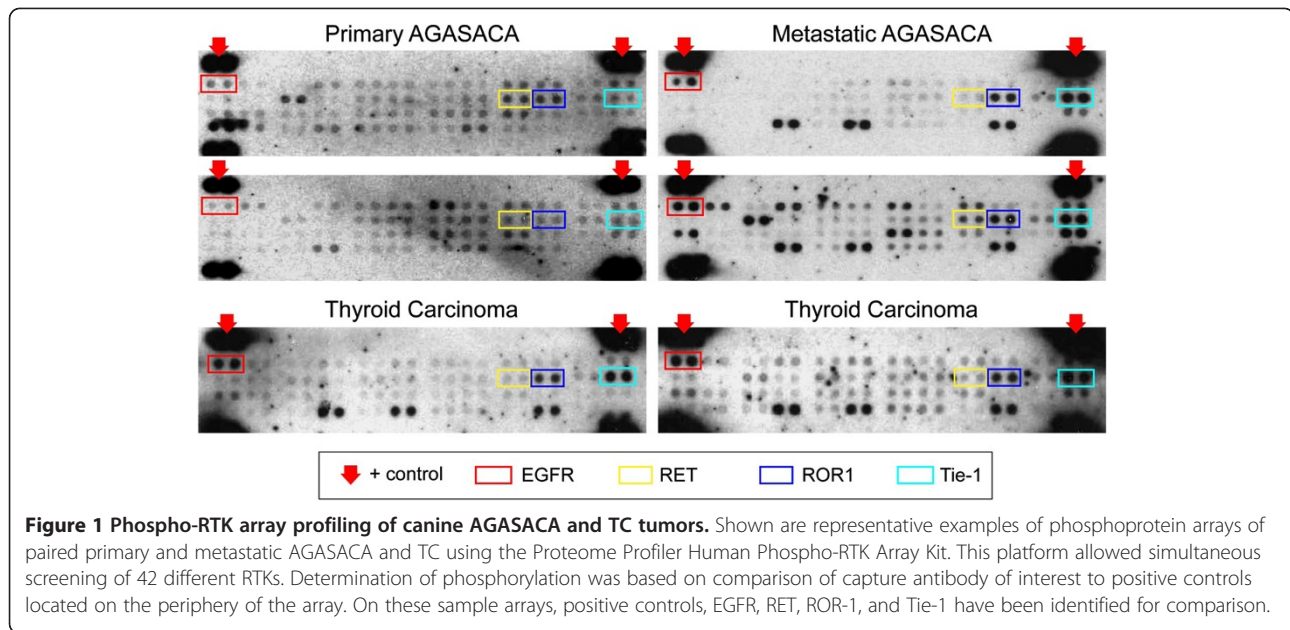 Primary AGASACA
Metastatic AGASACA
Thyroid Carcinoma
Thyroid Carcinoma
+ control
EGFR
RET
ROR1
Tie-1
Figure 1 Phospho-RTK array profiling of canine AGASACA and TC tumors. Shown are representative examples of phosphoprotein arrays of
paired primary and metastatic AGASACA and TC using the Proteome Profiler Human Phospho-RTK Array Kit. This platform allowed simultaneous
screening of 42 different RTKs. Determination of phosphorylation was based on comparison of capture antibody of interest to positive controls
located on the periphery of the array. On these sample arrays, positive controls, EGFR, RET, ROR-1, and Tie-1 have been identified for comparison.